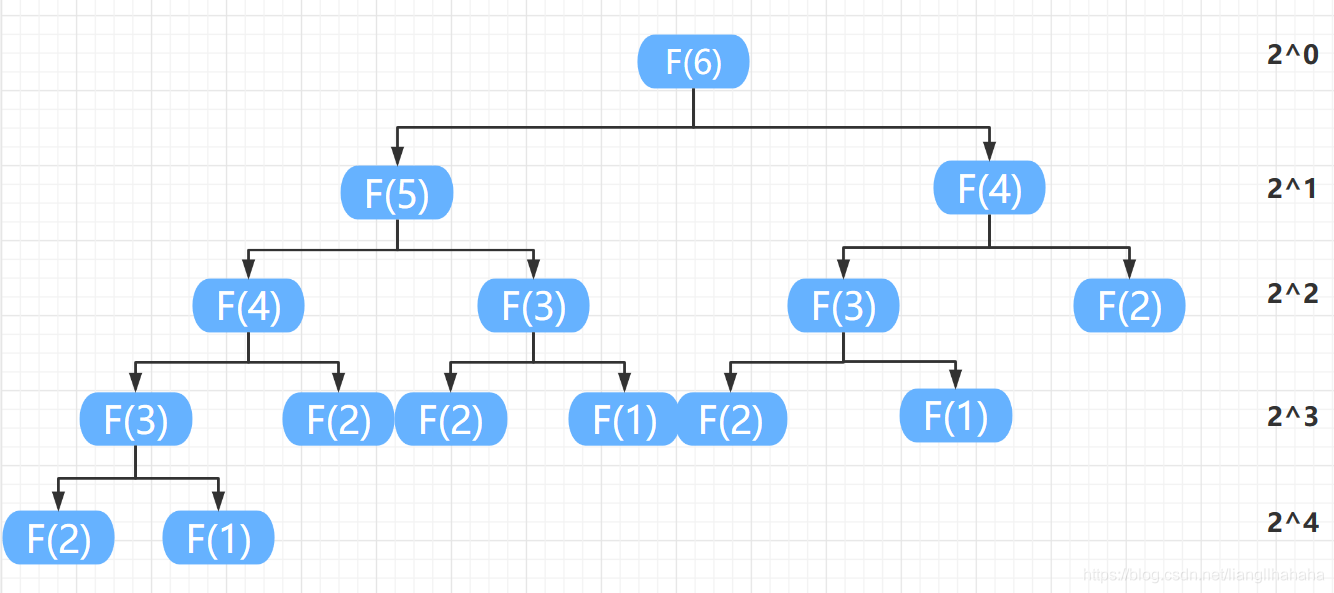 F(6) 2^0
F(5) F(4) 2^1
F(4) F(3) F(3) F(2) 2^2
F(3) F(2) F(2) F(1) F(2) F(1) 2^3
F(2) F(1) 2^4
https://blog.csdn.net/liangllhahaha